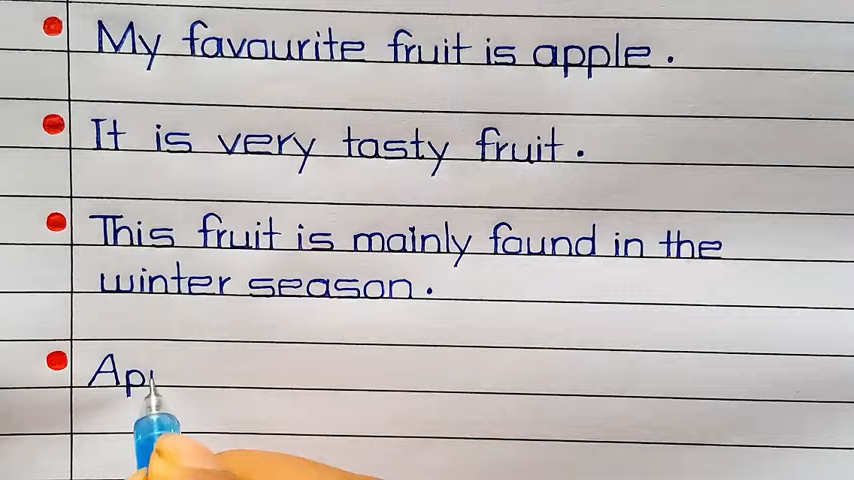 My favourite fruit is apple.
It is very tasty fruit.
This fruit is mainly found in the
winter season.
Ap